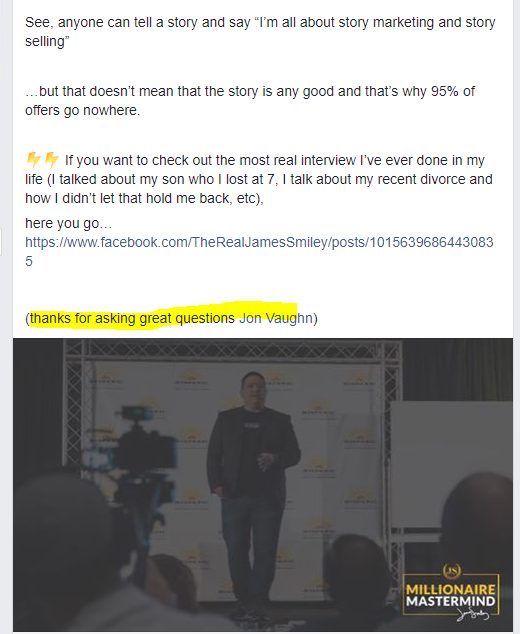 See, anyone can tell a story and say “I’m all about story marketing and story
selling”
…but that doesn’t mean that the story is any good and that’s why 95% of
offers go nowhere.
⚡⚡ If you want to check out the most real interview I’ve ever done in my
life (I talked about my son who I lost at 7, I talk about my recent divorce and
how I didn’t let that hold me back, etc),
here you go…
https://www.facebook.com/TheRealJamesSmiley/posts/1015639686443083
5
(thanks for asking great questions Jon Vaughn)
JS
MILLIONAIRE
MASTERMIND